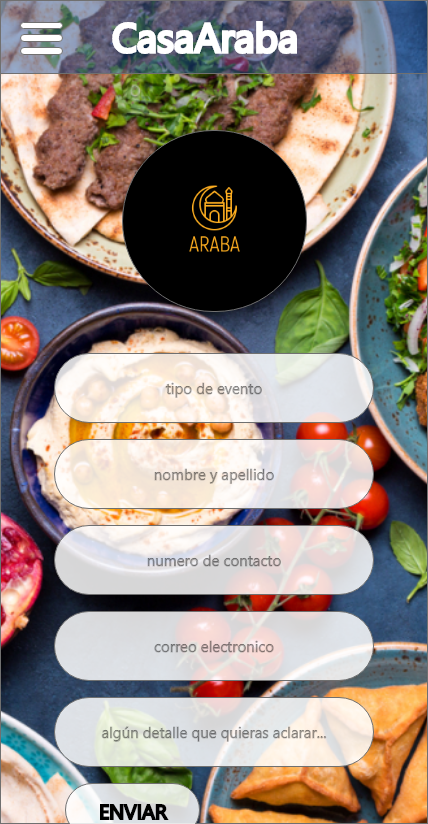 CasaAraba
ARABA
tipo de evento
nombre y apellido
numero de contacto
correo electronico
algún detalle que quieras aclarar...
ENVIAR